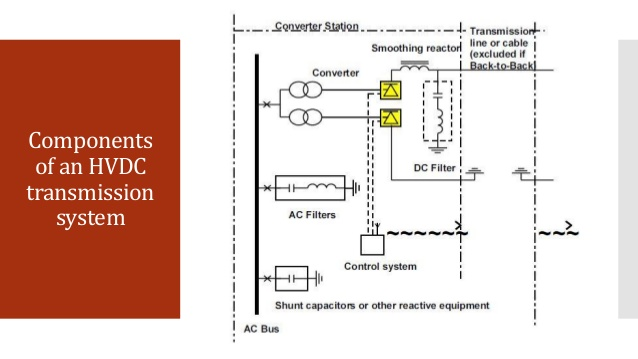 Components
of an HVDC
transmission
system
Converter Station
Transmission
line or cable
(excluded if
Back-to-Back)
Smoothing reactor
Converter
DC Filter
AC Filters
Control system
Shunt capacitors or other reactive equipment
AC Bus